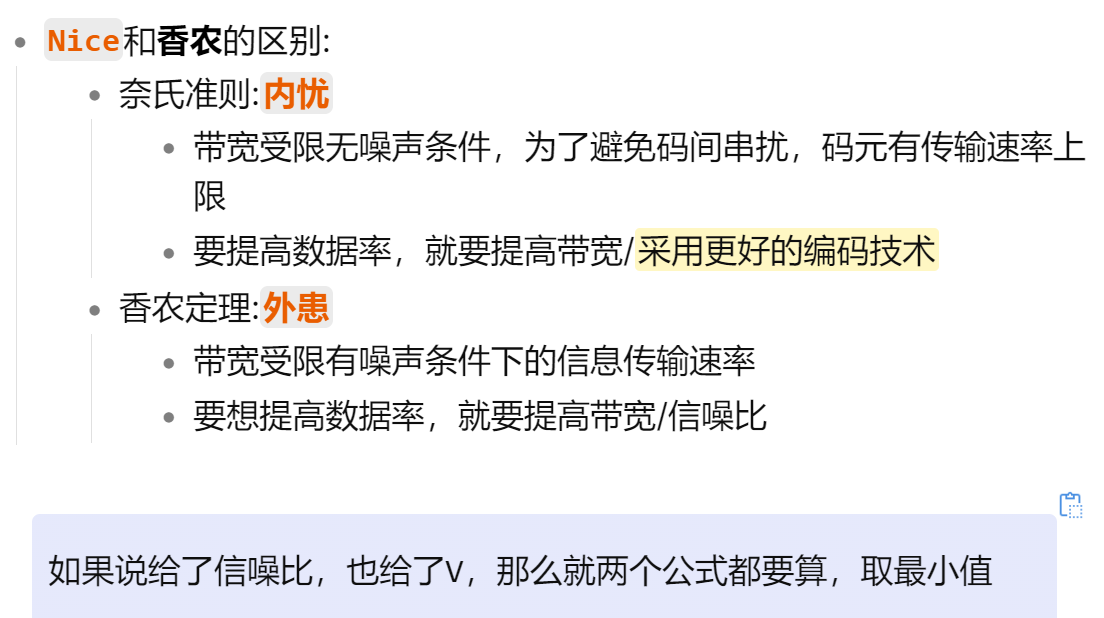 Nice和香农的区别:
奈氏准则:内忧
带宽受限无噪声条件，为了避免码间串扰，码元有传输速率上
限
要提高数据率，就要提高带宽/采用更好的编码技术
香农定理:外患
带宽受限有噪声条件下的信息传输速率
要想提高数据率，就要提高带宽/信噪比
如果说给了信噪比，也给了V，那么就两个公式都要算，取最小值